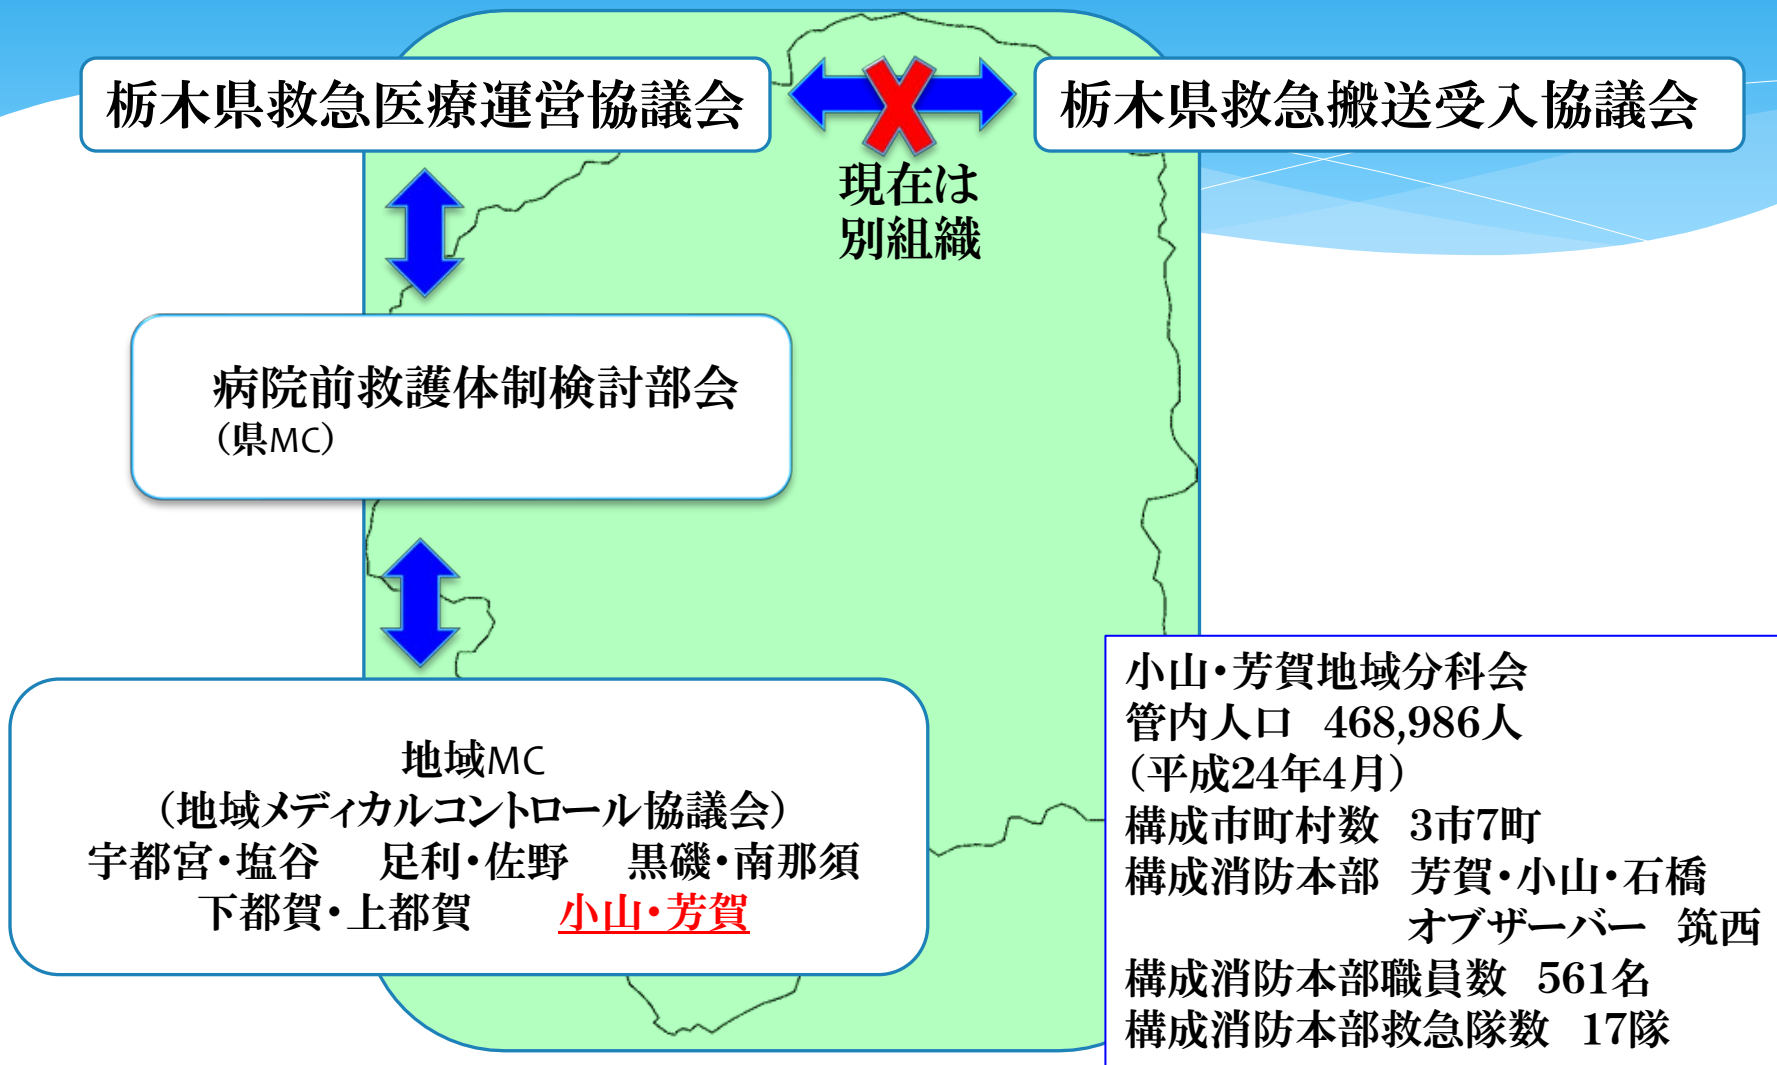 栃木県救急医療運営協議会
栃木県救急搬送受入協議会
現在は
別組織
病院前救護体制検討部会
（県MC）
地域MC
（地域メディカルコントロール協議会）
宇都宮・塩谷　足利・佐野　黒磯・南那須
下都賀・上都賀　小山・芳賀
小山・芳賀地域分科会
管内人口　468,986人
（平成24年4月）
構成市町村数　3市7町
構成消防本部　芳賀・小山・石橋
オブザーバー　筑西
構成消防本部職員数　561名
構成消防本部救急隊数　17隊